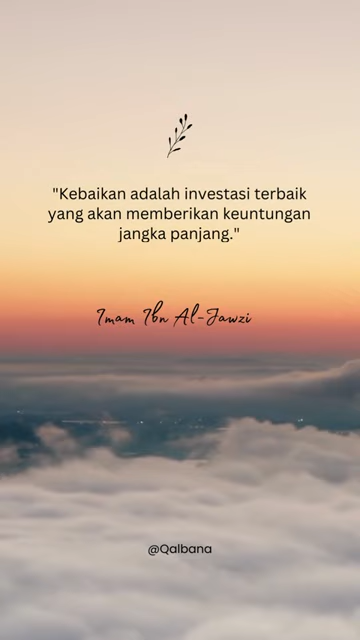 "Kebaikan adalah investasi terbaik
yang akan memberikan keuntungan
jangka panjang."
Imam Ibn Al-Jawzi
@Qalbana